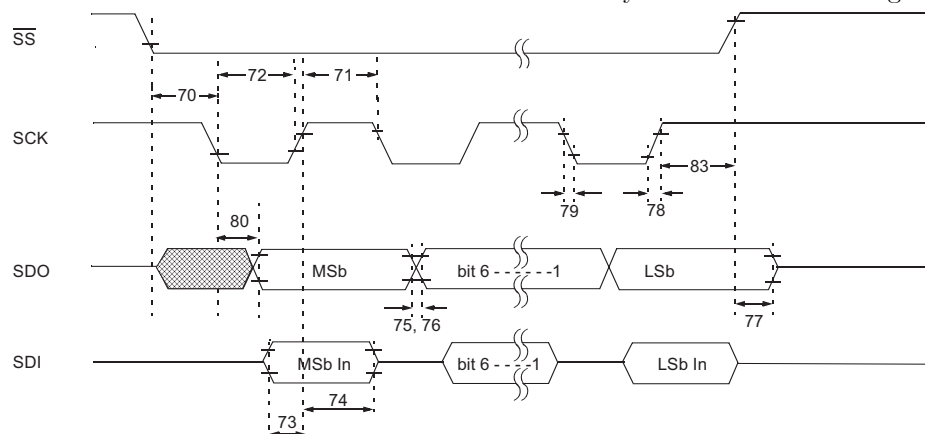 SS
72
71
70
SCK
83
79
78
80
SDO
MSb
bit 6 - - - - - - -1
LSb
75, 76
77
SDI
MSb In
bit 6 - - - - -1
LSb In
74
73